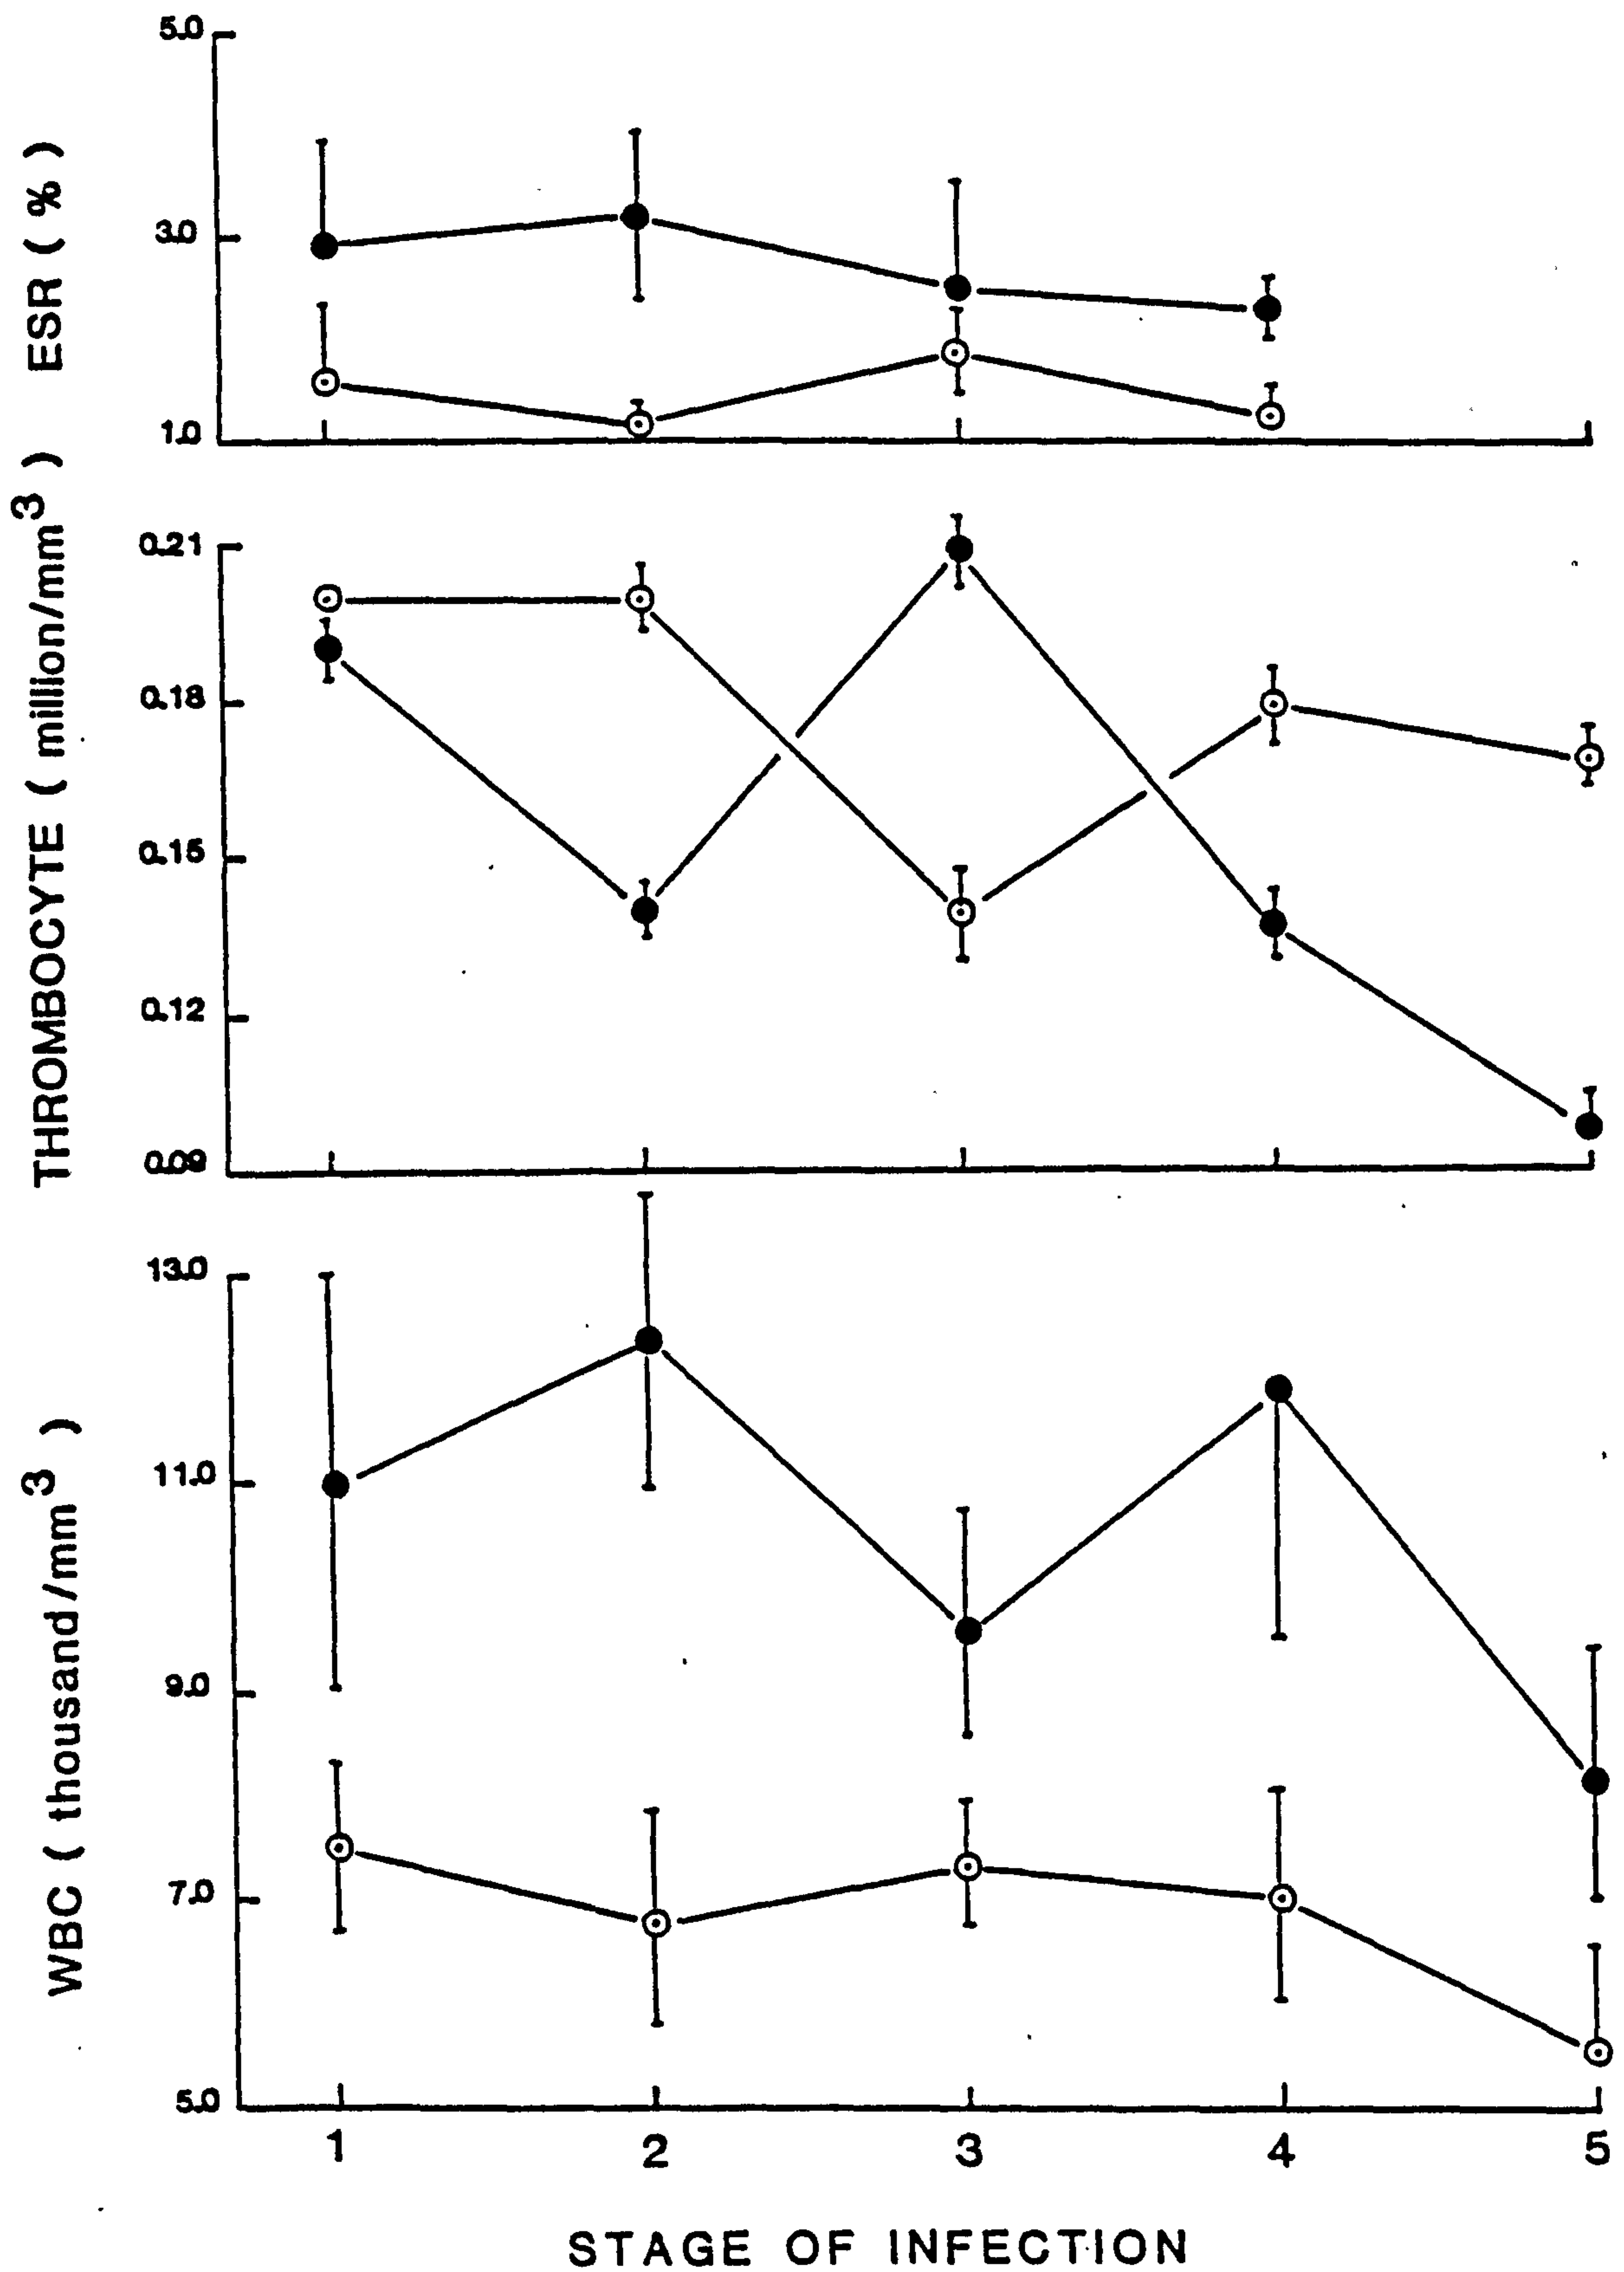 ESR ( % )
5.0
3.0
1.0
THROMBOCYTE ( million/mm³ )
0.21
0.18
0.15
0.12
0.09
WBC ( thousand/mm³ )
13.0
11.0
9.0
7.0
5.0
1 2 3 4 5
STAGE OF INFECTION